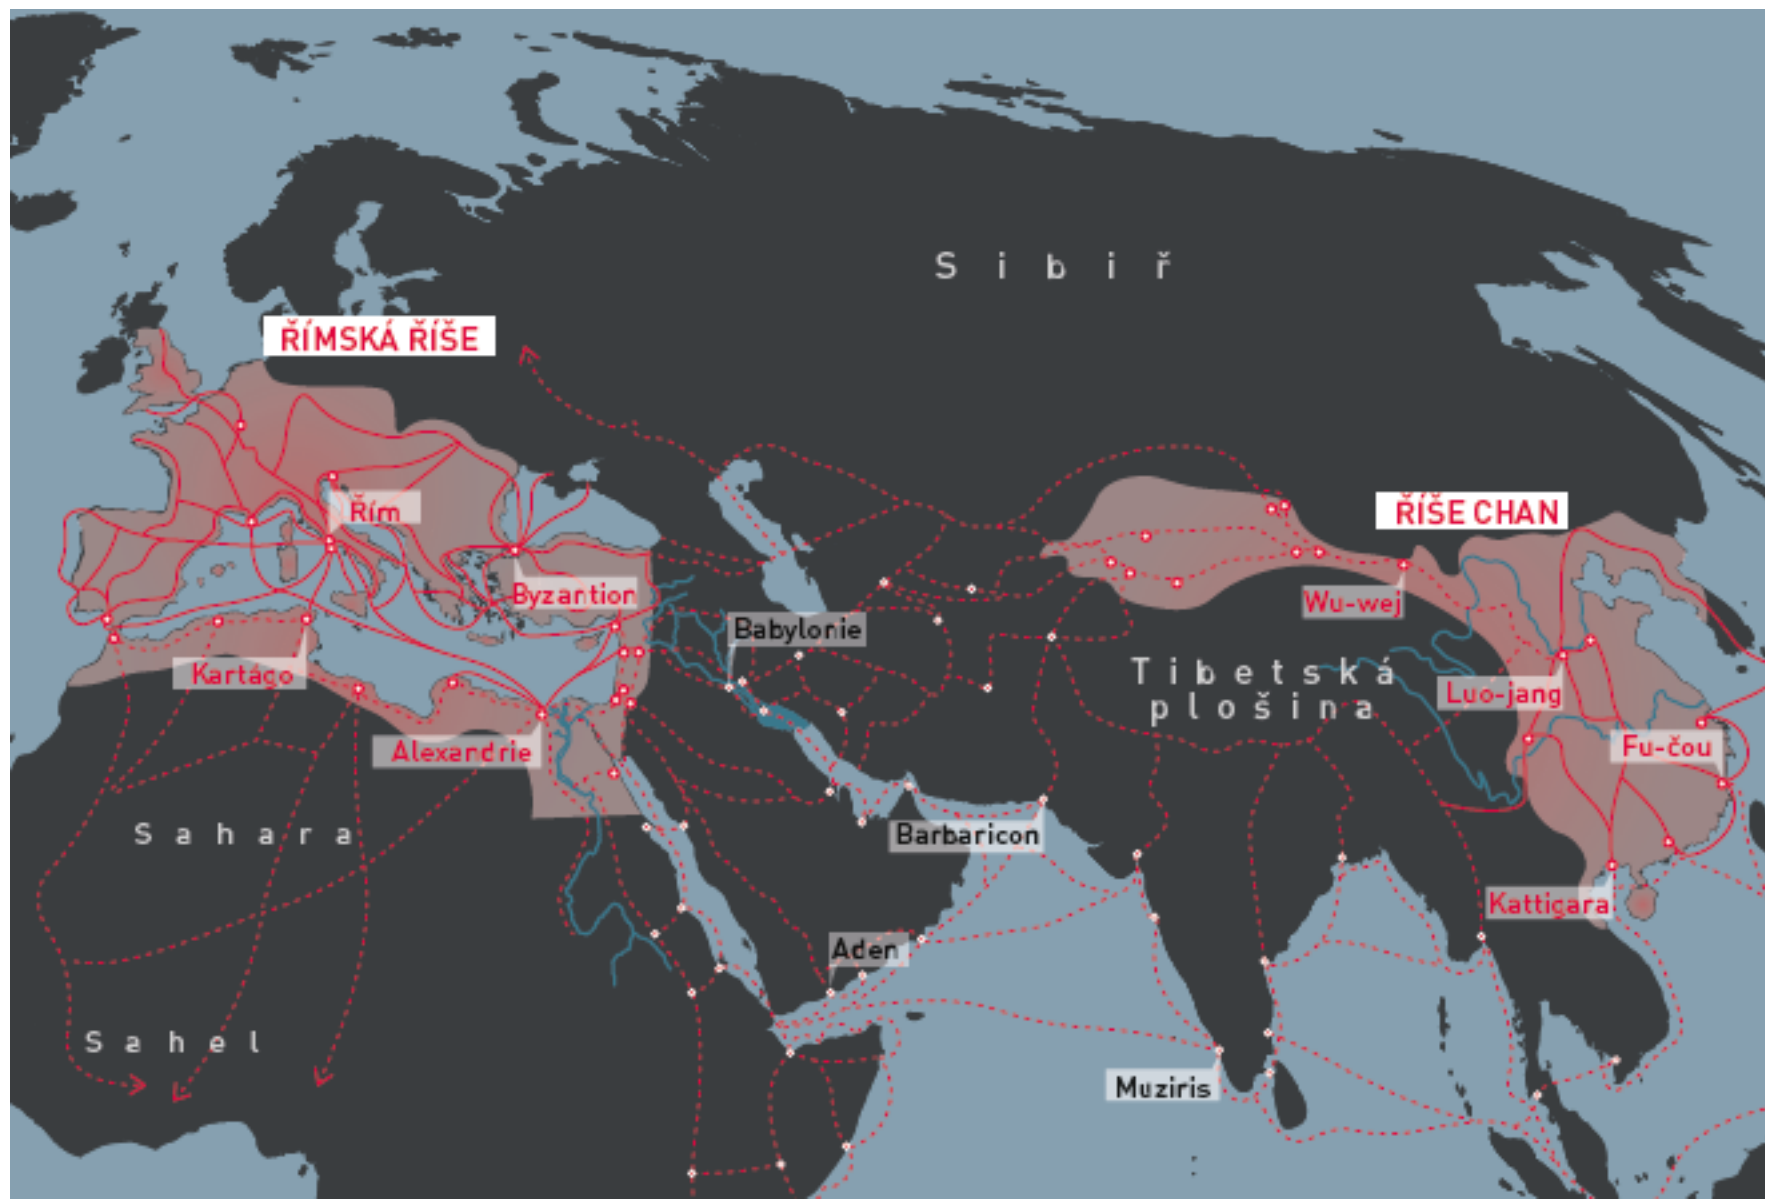 Sibiř
ŘÍMSKÁ ŘÍŠE
Řím
ŘÍŠE CHAN
Byzantion
Wu-wej
Babylonie
Kartágo
Tibetská
plošina
Luo-jang
Alexandrie
Fu-čou
Sahara
Barbaricon
Kattigara
Aden
Sahel
Muziris